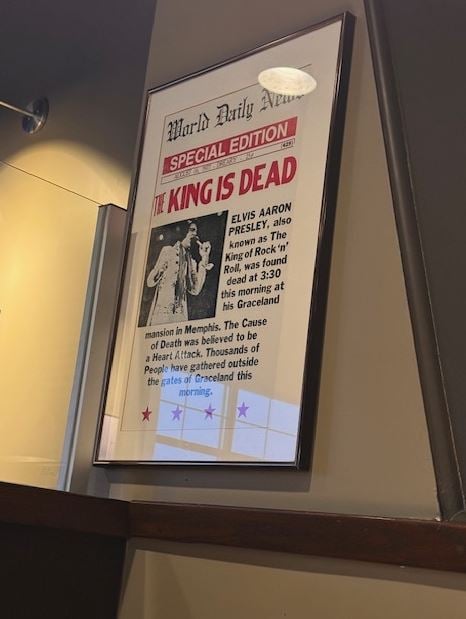 World Daily News
SPECIAL EDITION
THE KING IS DEAD
ELVIS AARON
PRESLEY, also
known as The
King of Rock 'n'
Roll, was found
dead at 3:30
this morning at
his Graceland
mansion in Memphis. The Cause
of Death was believed to be
a Heart Attack. Thousands of
People have gathered outside
the gates of Graceland this
morning.